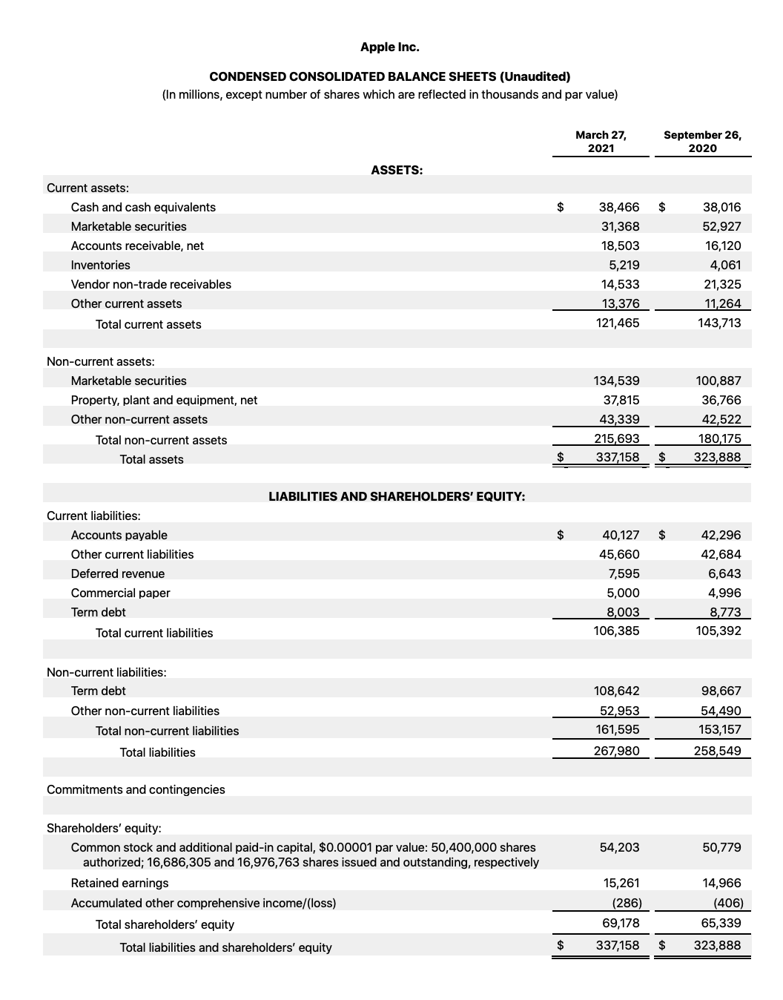 Apple Inc.
CONDENSED CONSOLIDATED BALANCE SHEETS (Unaudited)
(In millions, except number of shares which are reflected in thousands and par value)
March 27, September 26,
2021 2020
ASSETS:
Current assets:
Cash and cash equivalents $ 38,466 $ 38,016
Marketable securities 31,368 52,927
Accounts receivable, net 18,503 16,120
Inventories 5,219 4,061
Vendor non-trade receivables 14,533 21,325
Other current assets 13,376 11,264
Total current assets 121,465 143,713
Non-current assets:
Marketable securities 134,539 100,887
Property, plant and equipment, net 37,815 36,766
Other non-current assets 43,339 42,522
Total non-current assets 215,693 180,175
Total assets $ 337,158 $ 323,888
LIABILITIES AND SHAREHOLDERS’ EQUITY:
Current liabilities:
Accounts payable $ 40,127 $ 42,296
Other current liabilities 45,660 42,684
Deferred revenue 7,595 6,643
Commercial paper 5,000 4,996
Term debt 8,003 8,773
Total current liabilities 106,385 105,392
Non-current liabilities:
Term debt 108,642 98,667
Other non-current liabilities 52,953 54,490
Total non-current liabilities 161,595 153,157
Total liabilities 267,980 258,549
Commitments and contingencies
Shareholders’ equity:
Common stock and additional paid-in capital, $0.00001 par value: 50,400,000 shares 54,203 50,779
authorized; 16,686,305 and 16,976,763 shares issued and outstanding, respectively
Retained earnings 15,261 14,966
Accumulated other comprehensive income/(loss) (286) (406)
Total shareholders’ equity 69,178 65,339
Total liabilities and shareholders’ equity $ 337,158 $ 323,888